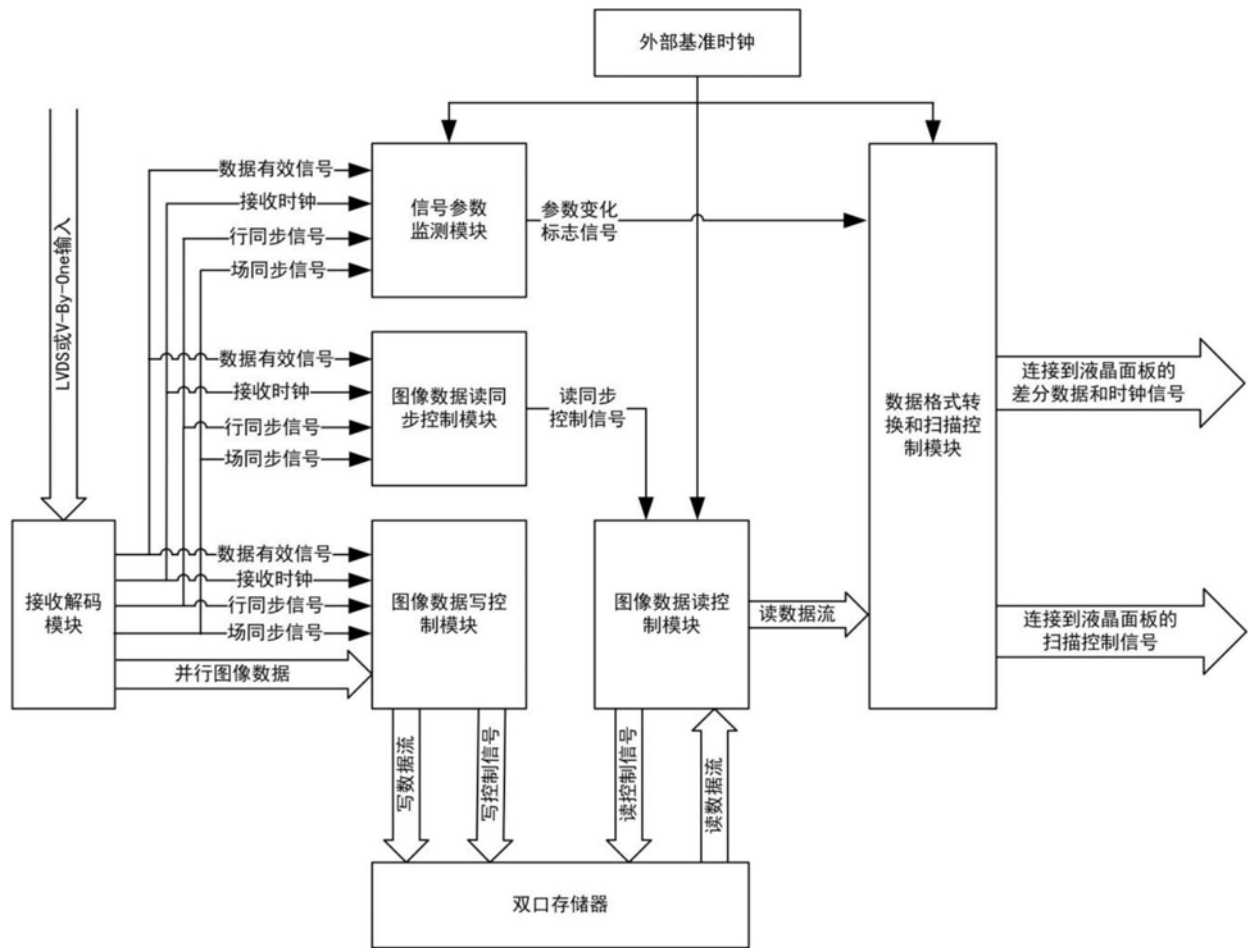 外部基准时钟
LVDS或V-By-One输入
数据有效信号
接收时钟
行同步信号
场同步信号
信号参数
监测模块
参数变化
标志信号
数据有效信号
接收时钟
行同步信号
场同步信号
图像数据读同
步控制模块
读同步
控制信号
数据格式转
换和扫描控
制模块
连接到液晶面板的
差分数据和时钟信号
接收解码
模块
数据有效信号
接收时钟
行同步信号
场同步信号
并行图像数据
图像数据写控
制模块
图像数据读控
制模块
读数据流
连接到液晶面板的
扫描控制信号
写数据流
写控制信号
读控制信号
读数据流
双口存储器